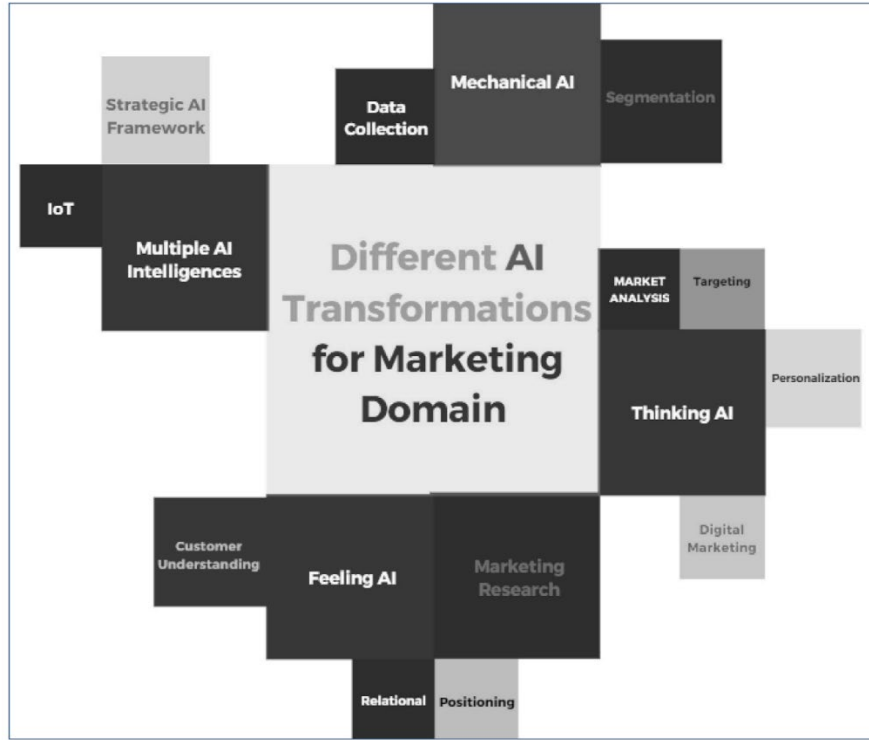 Mechanical AI
Data
Collection
Segmentation
Strategic AI
Framework
IoT
Multiple AI
Intelligences
Different AI
Transformations
for Marketing
Domain
MARKET
ANALYSIS
Targeting
Personalization
Thinking AI
Digital
Marketing
Customer
Understanding
Feeling AI
Marketing
Research
Relational
Positioning